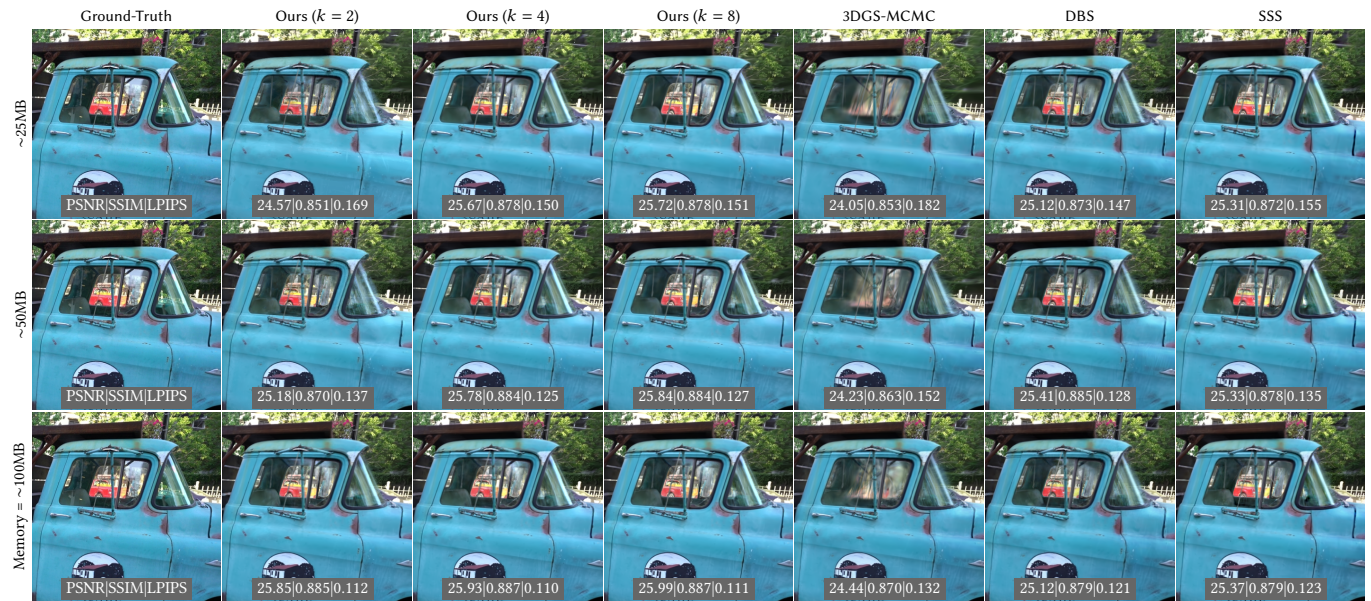 Ground-Truth
Ours (k = 2)
Ours (k = 4)
Ours (k = 8)
3DGS-MCMC
DBS
SSS
~25MB
PSNR|SSIM|LPIPS
24.57|0.851|0.169
25.67|0.878|0.150
25.72|0.878|0.151
24.05|0.853|0.182
25.12|0.873|0.147
25.31|0.872|0.155
~50MB
PSNR|SSIM|LPIPS
25.18|0.870|0.137
25.78|0.884|0.125
25.84|0.884|0.127
24.23|0.863|0.152
25.41|0.885|0.128
25.33|0.878|0.135
Memory = ~100MB
PSNR|SSIM|LPIPS
25.85|0.885|0.112
25.93|0.887|0.110
25.99|0.887|0.111
24.44|0.870|0.132
25.12|0.879|0.121
25.37|0.879|0.123